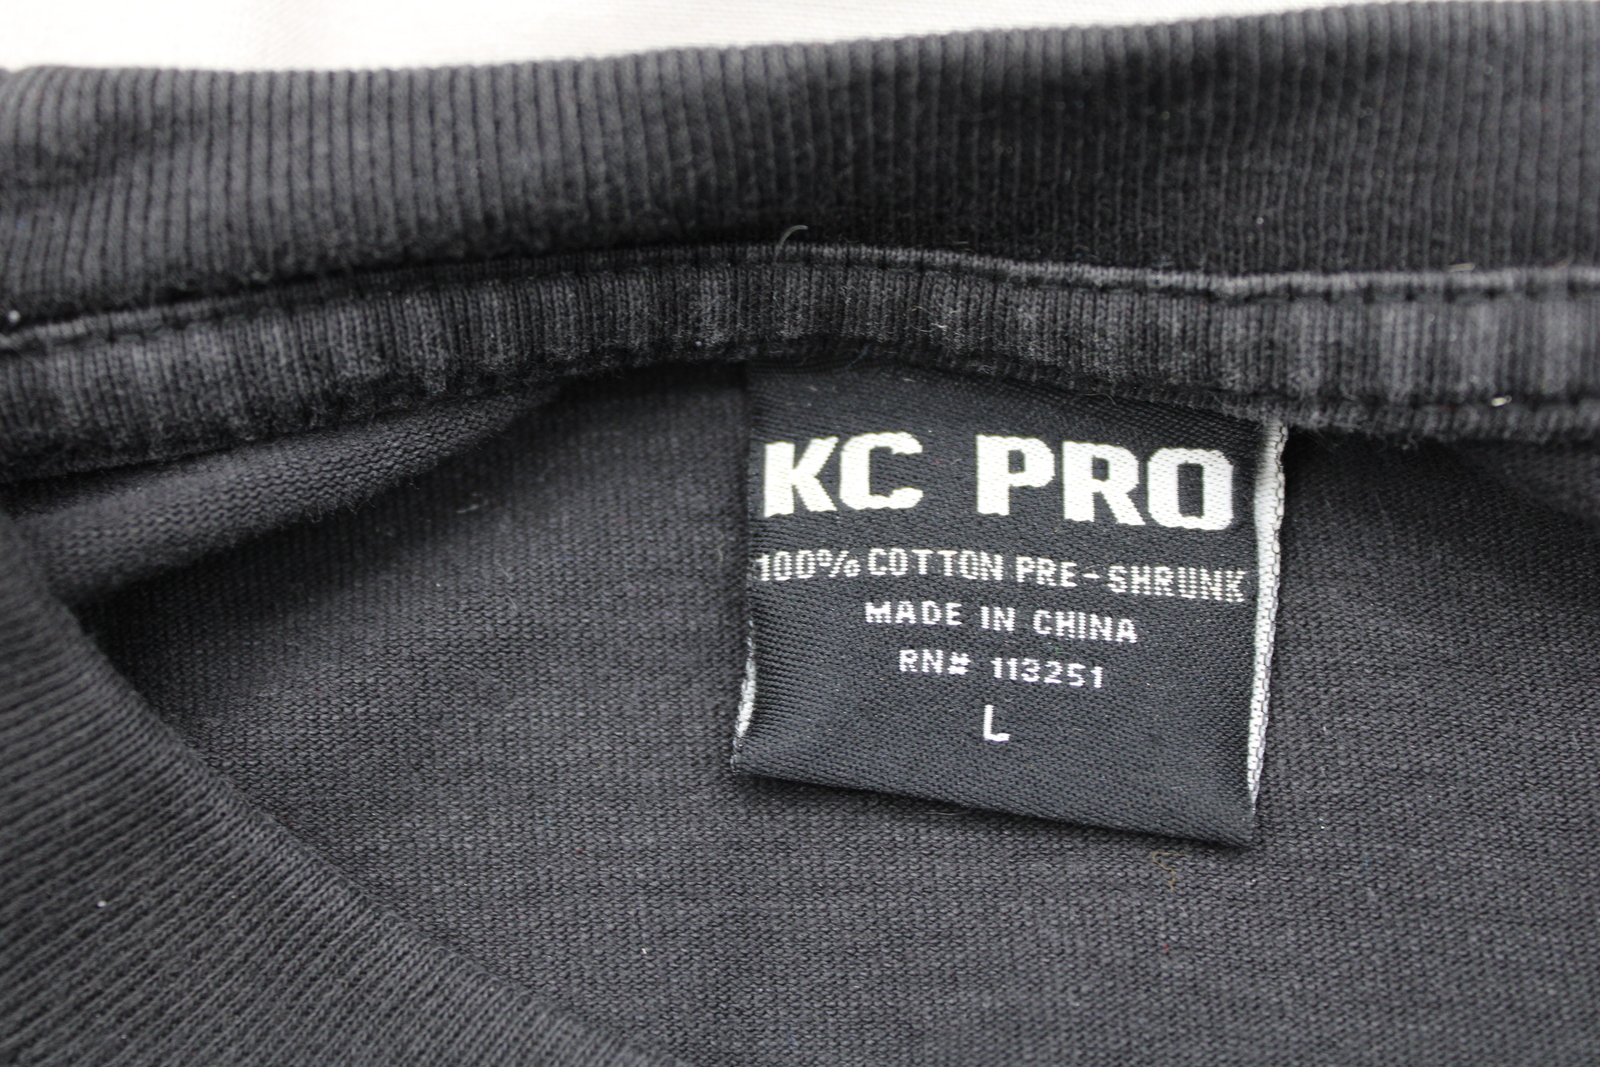 KC PRO
100% COTTON PRE-SHRUNK
MADE IN CHINA
RN# 113251
L